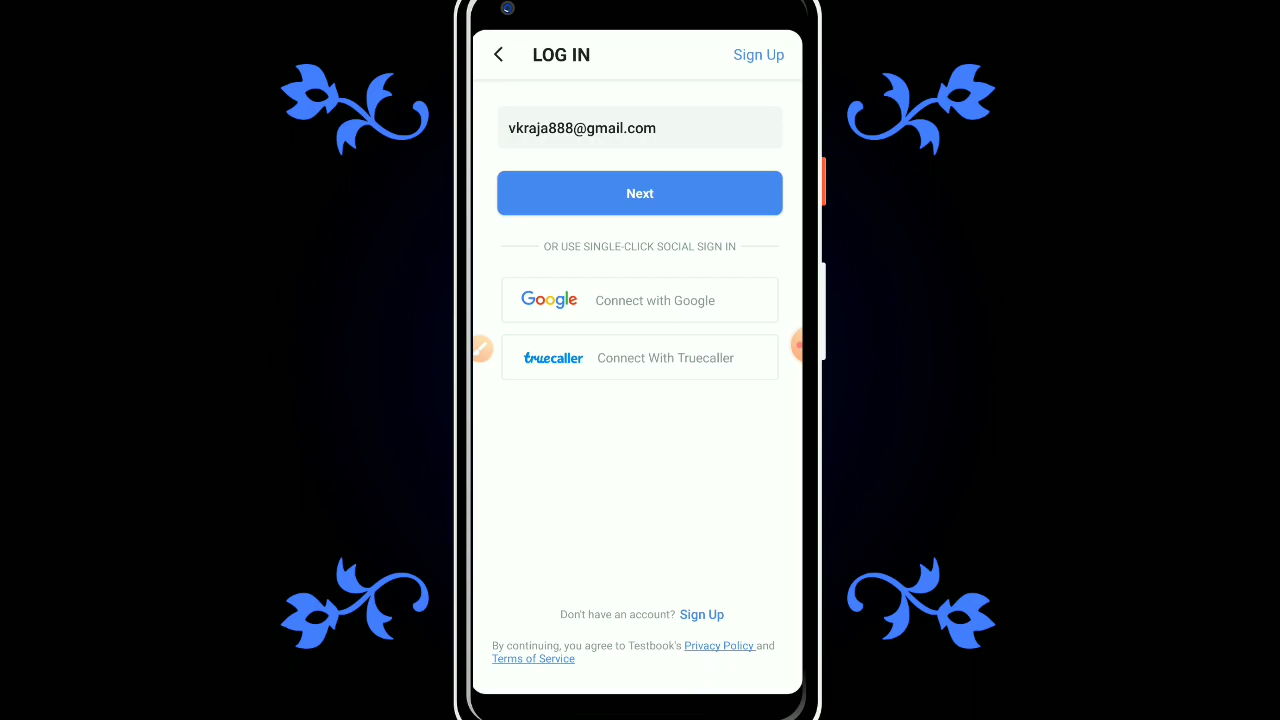 LOG IN
Sign Up
vkraja888@gmail.com
Next
OR USE SINGLE-CLICK SOCIAL SIGN IN
Google Connect with Google
truecaller Connect With Truecaller
Don't have an account? Sign Up
By continuing, you agree to Testbook's Privacy Policy and
Terms of Service